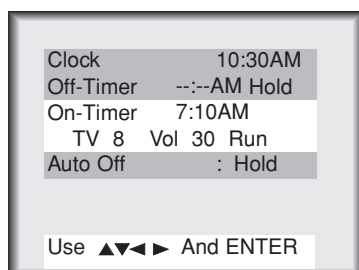 Clock 10:30AM
Off-Timer --:--AM Hold
On-Timer 7:10AM
TV 8 Vol 30 Run
Auto Off : Hold
Use ▲▼◄ ► And ENTER